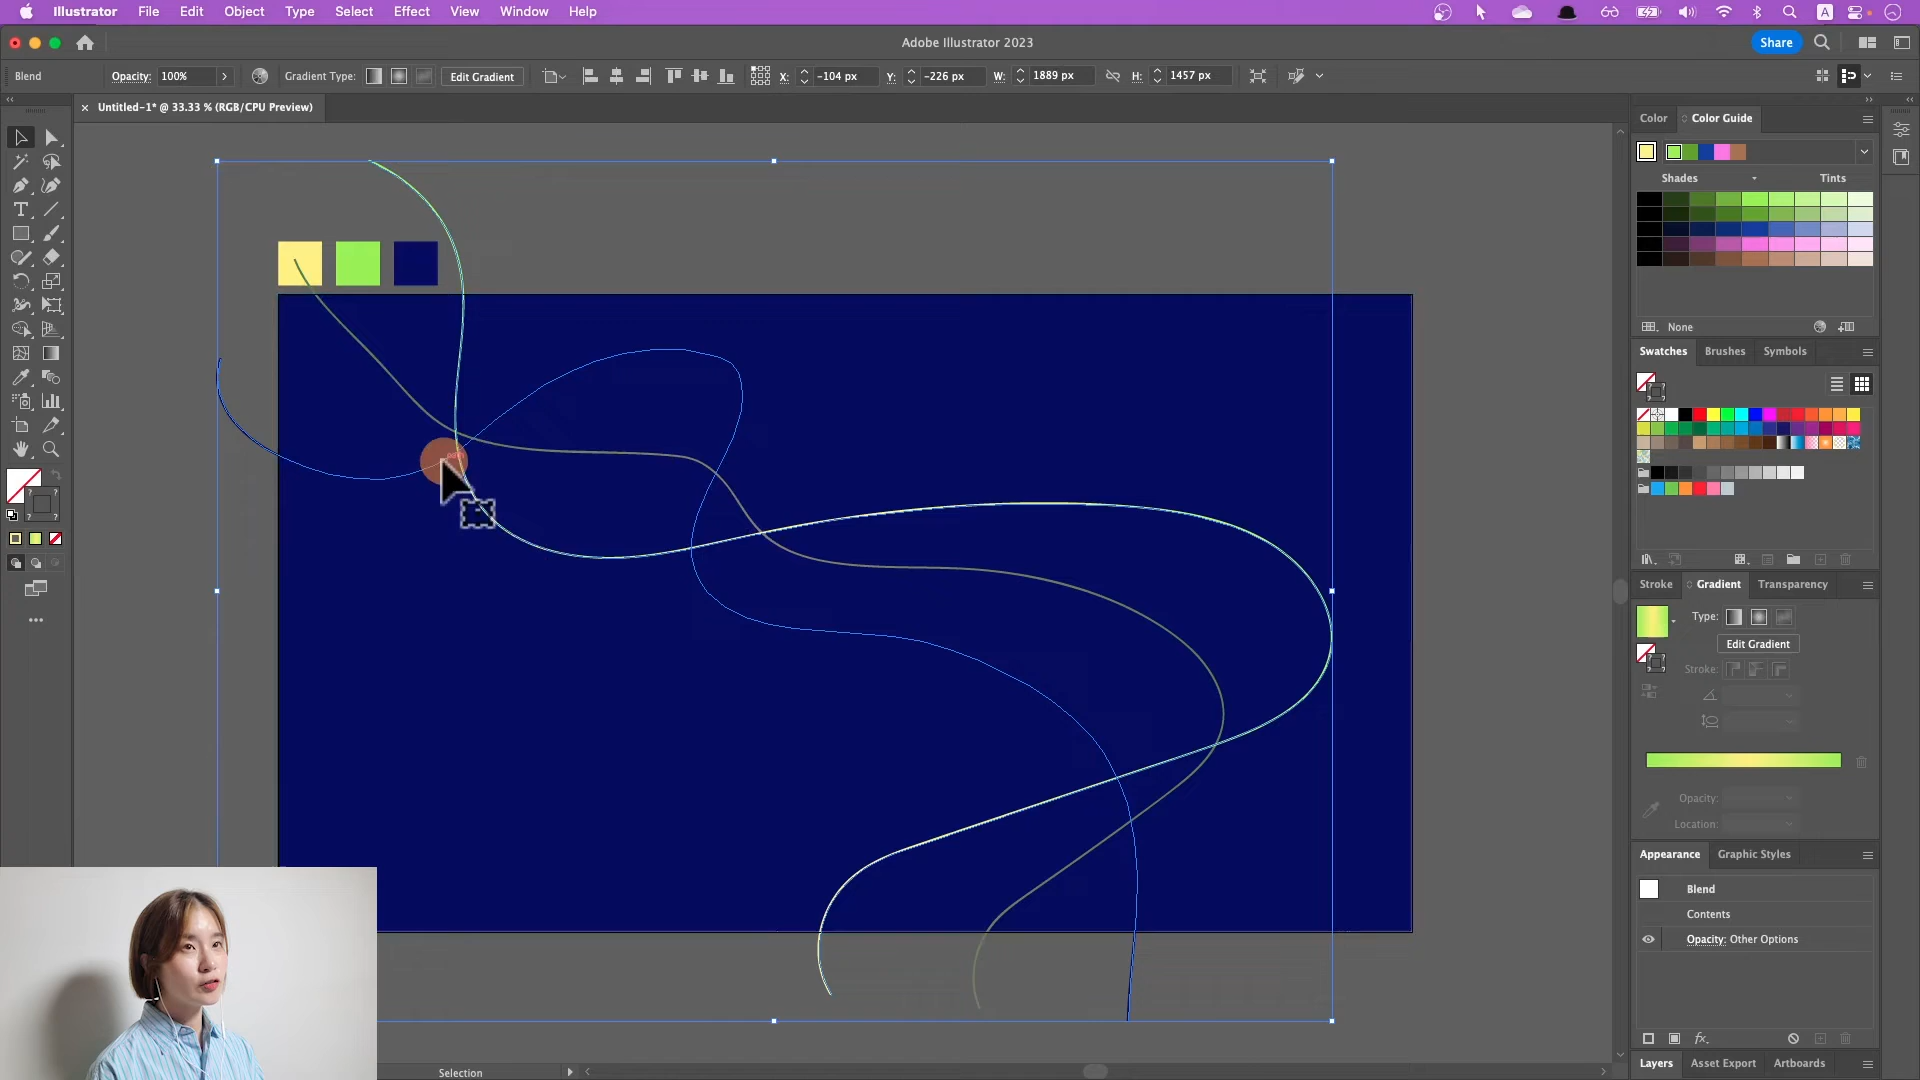 Illustrator File Edit Object Type Select Effect View Window Help A
Adobe Illustrator 2023 Share
Blend Opacity: 100% Gradient Type: Edit Gradient X: -104 px Y: -226 px W: 1889 px H: 1457 px
× Untitled-1* @ 33.33 % (RGB/CPU Preview)
Color Color Guide
Shades Tints
None
Swatches Brushes Symbols
path
Stroke Gradient Transparency
Type:
Edit Gradient
Stroke:
Opacity:
Location:
Appearance Graphic Styles
Blend
Contents
Opacity: Other Options
fx
Layers Asset Export Artboards
Selection